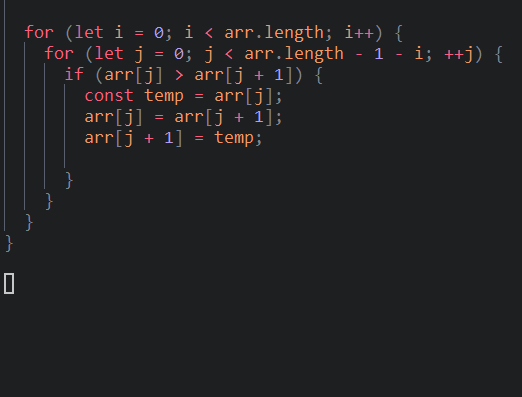 for (let i = 0; i < arr.length; i++) {
for (let j = 0; j < arr.length - 1 - i; ++j) {
if (arr[j] > arr[j + 1]) {
const temp = arr[j];
arr[j] = arr[j + 1];
arr[j + 1] = temp;
}
}
}
}